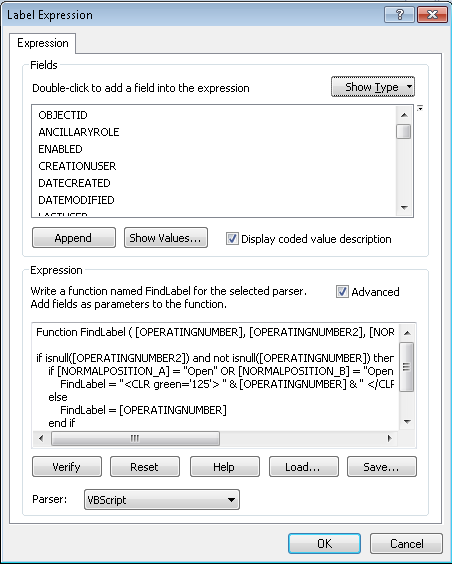 Label Expression
Expression
Fields
Double-click to add a field into the expression
Show Type
OBJECTID
ANCILLARYROLE
ENABLED
CREATIONUSER
DATECREATED
DATEMODIFIED
LASTUSER
Append
Show Values...
Display coded value description
Expression
Write a function named FindLabel for the selected parser.
Add fields as parameters to the function.
Advanced
Function FindLabel ( [OPERATINGNUMBER], [OPERATINGNUMBER2], [NOR
if isnull([OPERATINGNUMBER2]) and not isnull([OPERATINGNUMBER]) then
if [NORMALPOSITION_A] = "Open" OR [NORMALPOSITION_B] = "Open
FindLabel = "<CLR green='125'> " & [OPERATINGNUMBER] & " </CLF
else
FindLabel = [OPERATINGNUMBER]
end if
Verify
Reset
Help
Load...
Save...
Parser:
VBScript
OK
Cancel